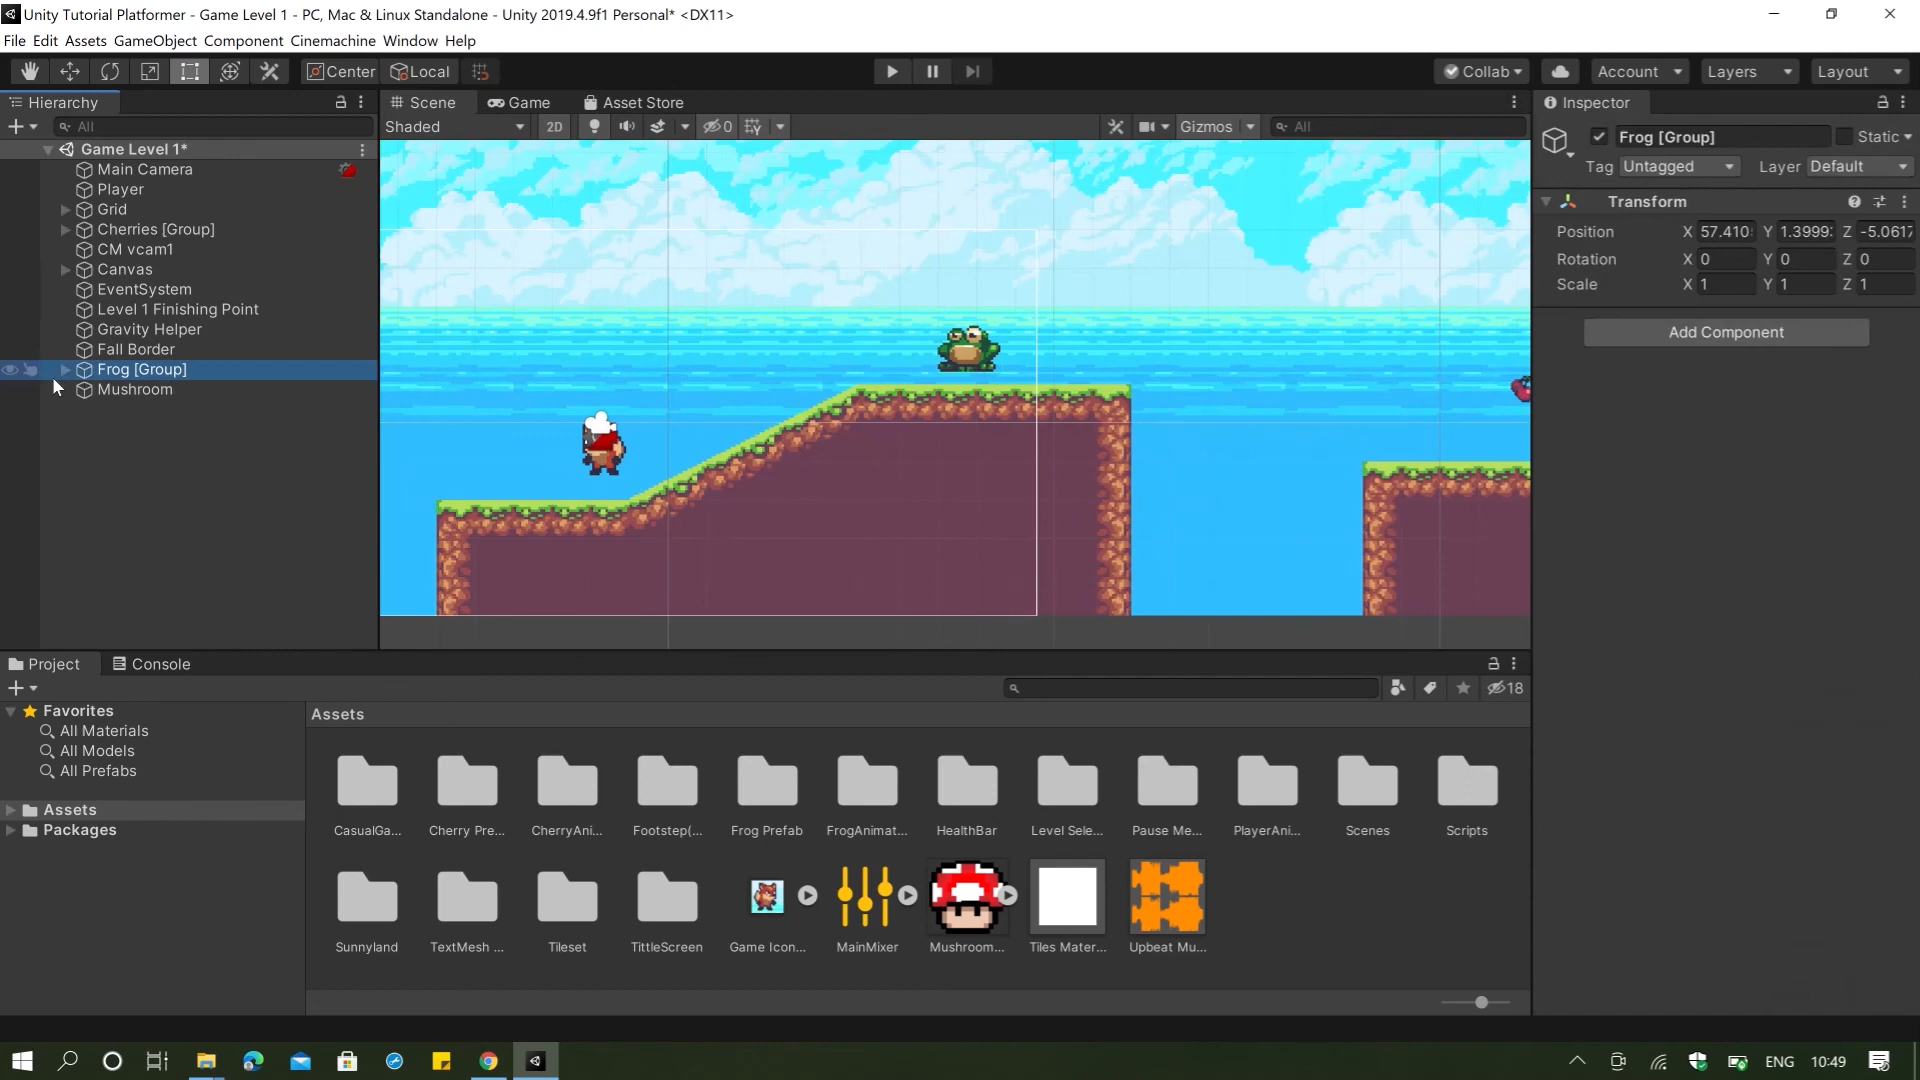 Unity Tutorial Platformer - Game Level 1 - PC, Mac & Linux Standalone - Unity 2019.4.9f1 Personal* <DX11>
File Edit Assets GameObject Component Cinemachine Window Help
Center Local Collab Account Layers Layout
Hierarchy Scene Game Asset Store Inspector
All Shaded 2D 0 Gizmos All
Frog [Group] Static
Tag Untagged Layer Default
Game Level 1*
Main Camera
Player
Grid
Cherries [Group]
CM vcam1
Canvas
EventSystem
Level 1 Finishing Point
Gravity Helper
Fall Border
Frog [Group]
Mushroom
Transform
Position X 57.410 Y 1.3999 Z -5.0617
Rotation X 0 Y 0 Z 0
Scale X 1 Y 1 Z 1
Add Component
Project Console
18
Favorites
All Materials
All Models
All Prefabs
Assets
Packages
Assets
CasualGa... Cherry Pre... CherryAni... Footstep(... Frog Prefab FrogAnimat... HealthBar Level Sele... Pause Me... PlayerAni... Scenes Scripts
Sunnyland TextMesh ... Tileset TittleScreen Game Icon... MainMixer Mushroom... Tiles Mater... Upbeat Mu...
ENG 10:49